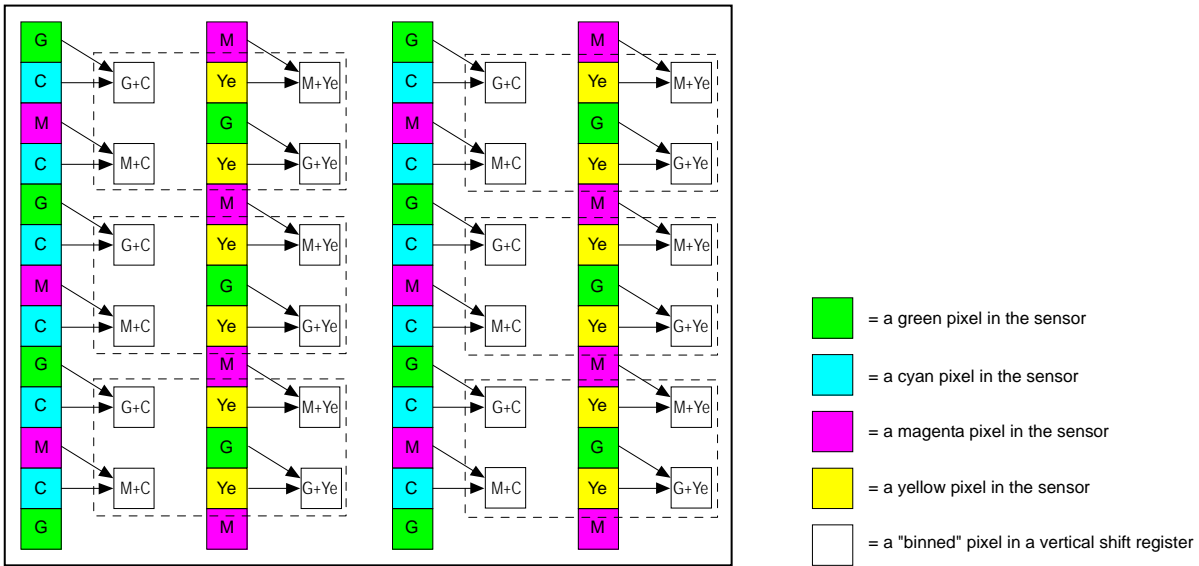 G M G M
C G+C Ye M+Ye C G+C Ye M+Ye
M G M G
C M+C Ye G+Ye C M+C Ye G+Ye
G M G M
C G+C Ye M+Ye C G+C Ye M+Ye
M G M G
C M+C Ye G+Ye C M+C Ye G+Ye
G M G M
C G+C Ye M+Ye C G+C Ye M+Ye
M G M G
C M+C Ye G+Ye C M+C Ye G+Ye
G M G M
= a green pixel in the sensor
= a cyan pixel in the sensor
= a magenta pixel in the sensor
= a yellow pixel in the sensor
= a "binned" pixel in a vertical shift register